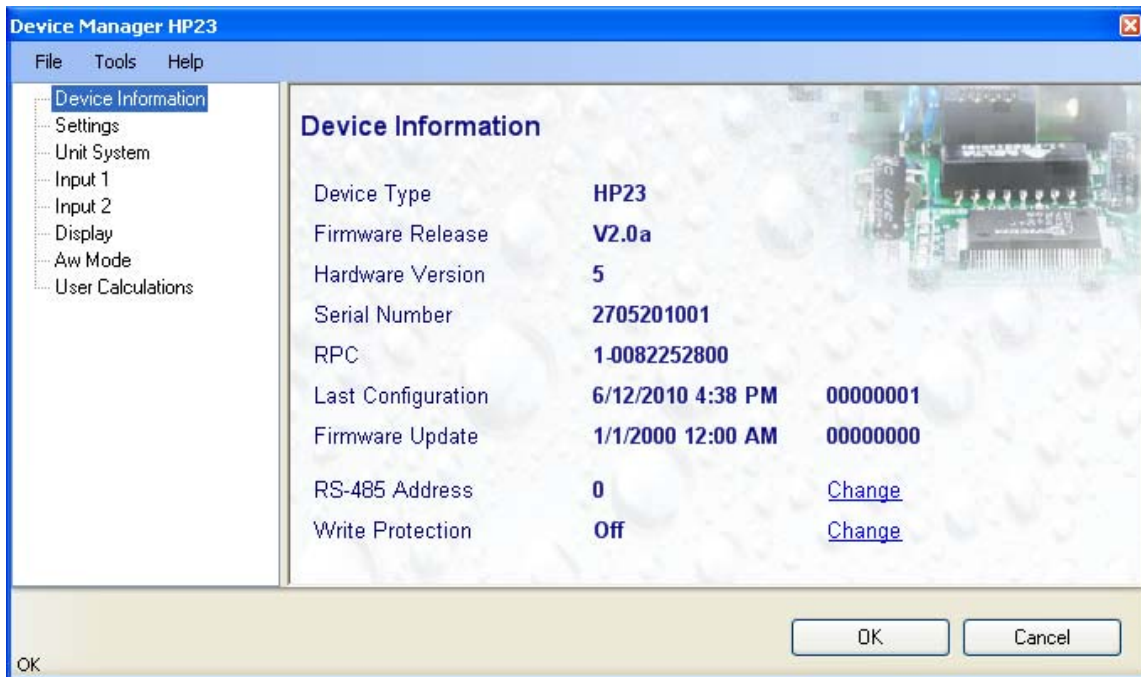 Device Manager HP23
File Tools Help
Device Information
Settings
Unit System
Input 1
Input 2
Display
Aw Mode
User Calculations
Device Information
Device Type HP23
Firmware Release V2.0a
Hardware Version 5
Serial Number 2705201001
RPC 1-0082252800
Last Configuration 6/12/2010 4:38 PM 00000001
Firmware Update 1/1/2000 12:00 AM 00000000
RS-485 Address 0 Change
Write Protection Off Change
OK Cancel
OK